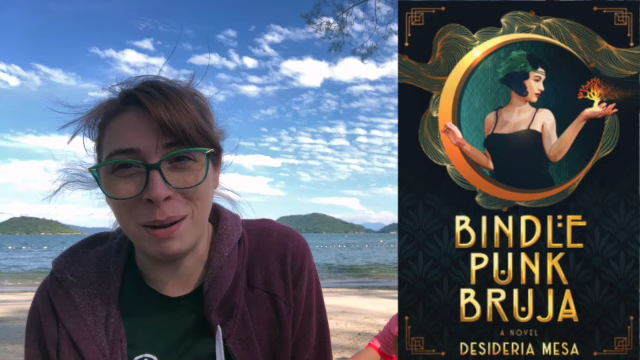 BINDLE
PUNK
BRUJA
A NOVEL
DESIDERIA MESA